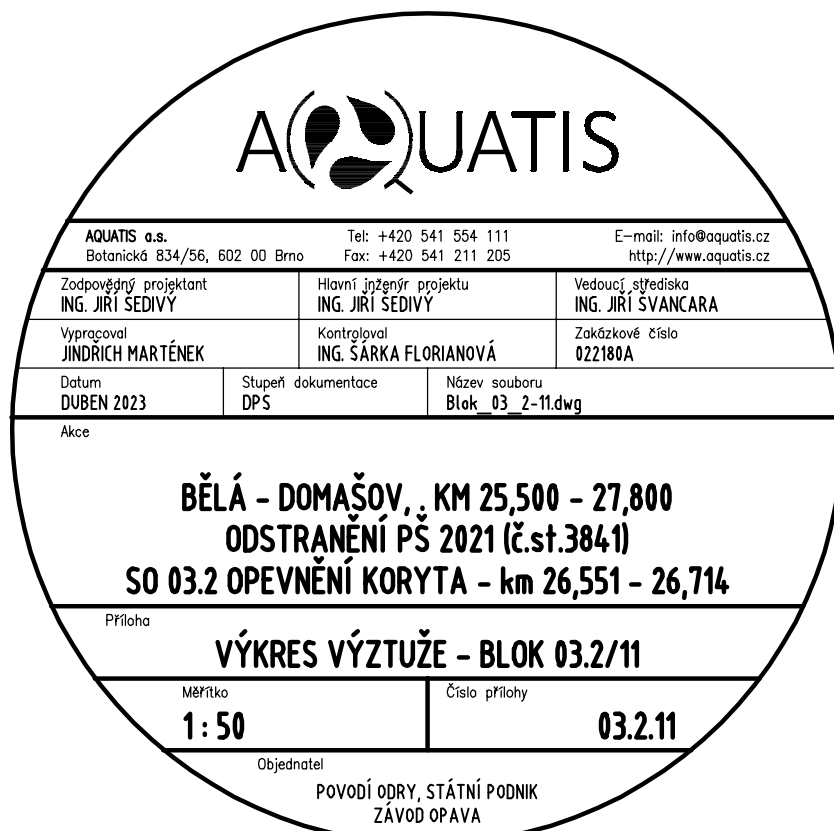 AQUATIS
AQUATIS a.s. Tel: +420 541 554 111 E-mail: info@aquatis.cz
Botanická 834/56, 602 00 Brno Fax: +420 541 211 205 http://www.aquatis.cz
Zodpovědný projektant Hlavní inženýr projektu Vedoucí střediska
ING. JIŘÍ ŠEDIVÝ ING. JIŘÍ ŠEDIVÝ ING. JIŘÍ ŠVANCARA
Vypracoval Kontroloval Zakázkové číslo
JINDŘICH MARTÉNEK ING. ŠÁRKA FLORIANOVÁ 022180A
Datum Stupeň dokumentace Název souboru
DUBEN 2023 DPS Blok_03_2-11.dwg
Akce
BĚLÁ - DOMAŠOV, . KM 25,500 - 27,800
ODSTRANĚNÍ PŠ 2021 (č.st.3841)
SO 03.2 OPEVNĚNÍ KORYTA - km 26,551 - 26,714
Příloha
VÝKRES VÝZTUŽE - BLOK 03.2/11
Měřítko Číslo přílohy
1 : 50 03.2.11
Objednatel
POVODÍ ODRY, STÁTNÍ PODNIK
ZÁVOD OPAVA